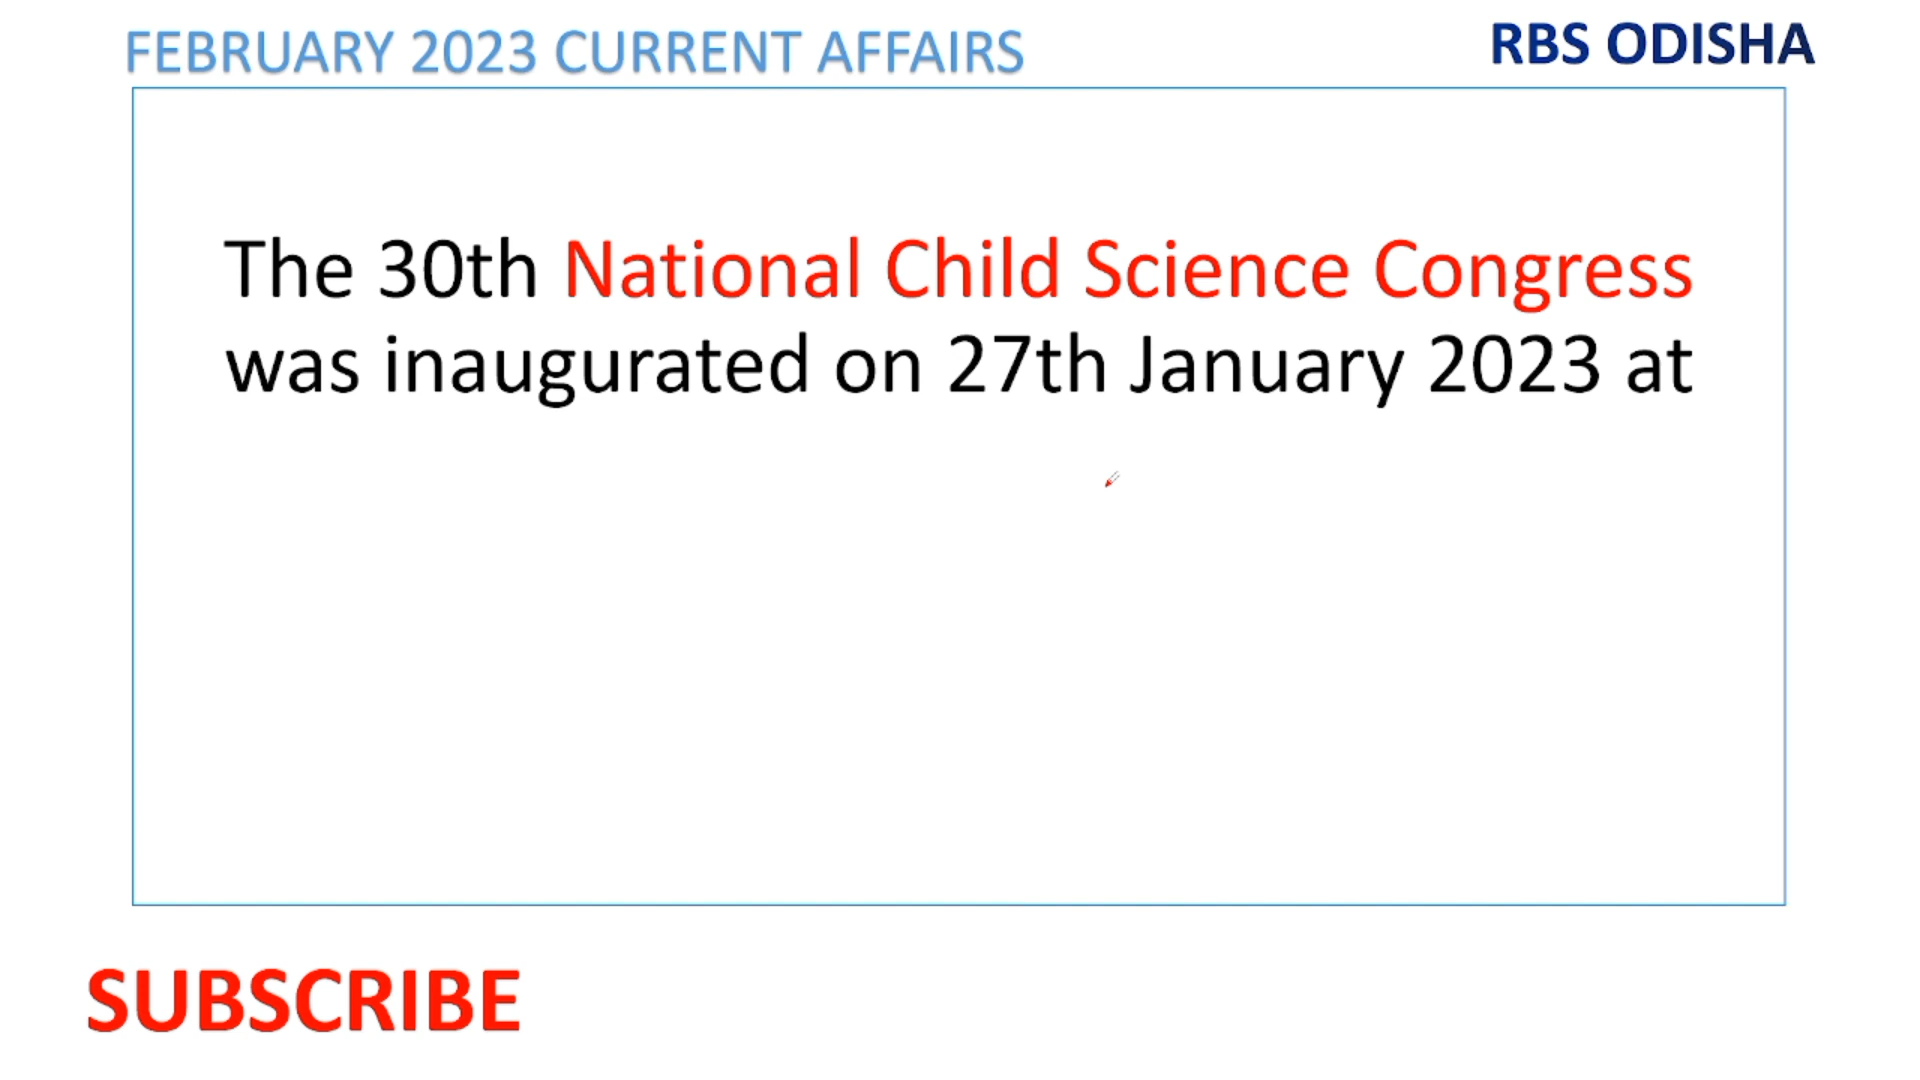 FEBRUARY 2023 CURRENT AFFAIRS
RBS ODISHA
The 30th National Child Science Congress
was inaugurated on 27th January 2023 at
SUBSCRIBE